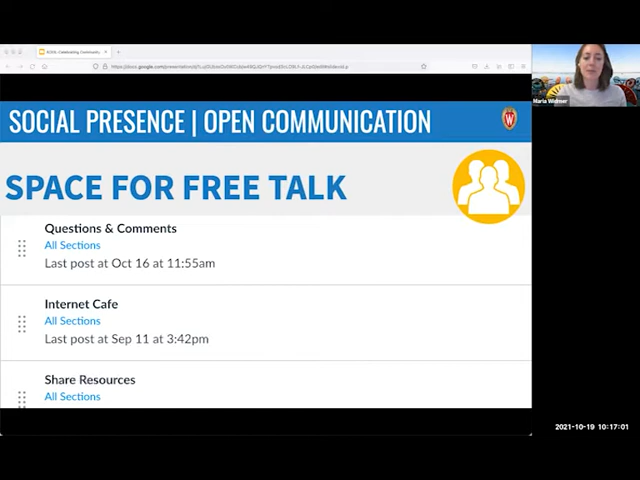 Maria Widmer
SOCIAL PRESENCE | OPEN COMMUNICATION
W
SPACE FOR FREE TALK
Questions & Comments
All Sections
Last post at Oct 16 at 11:55am
Internet Cafe
All Sections
Last post at Sep 11 at 3:42pm
Share Resources
All Sections
2021-10-19 10:17:01